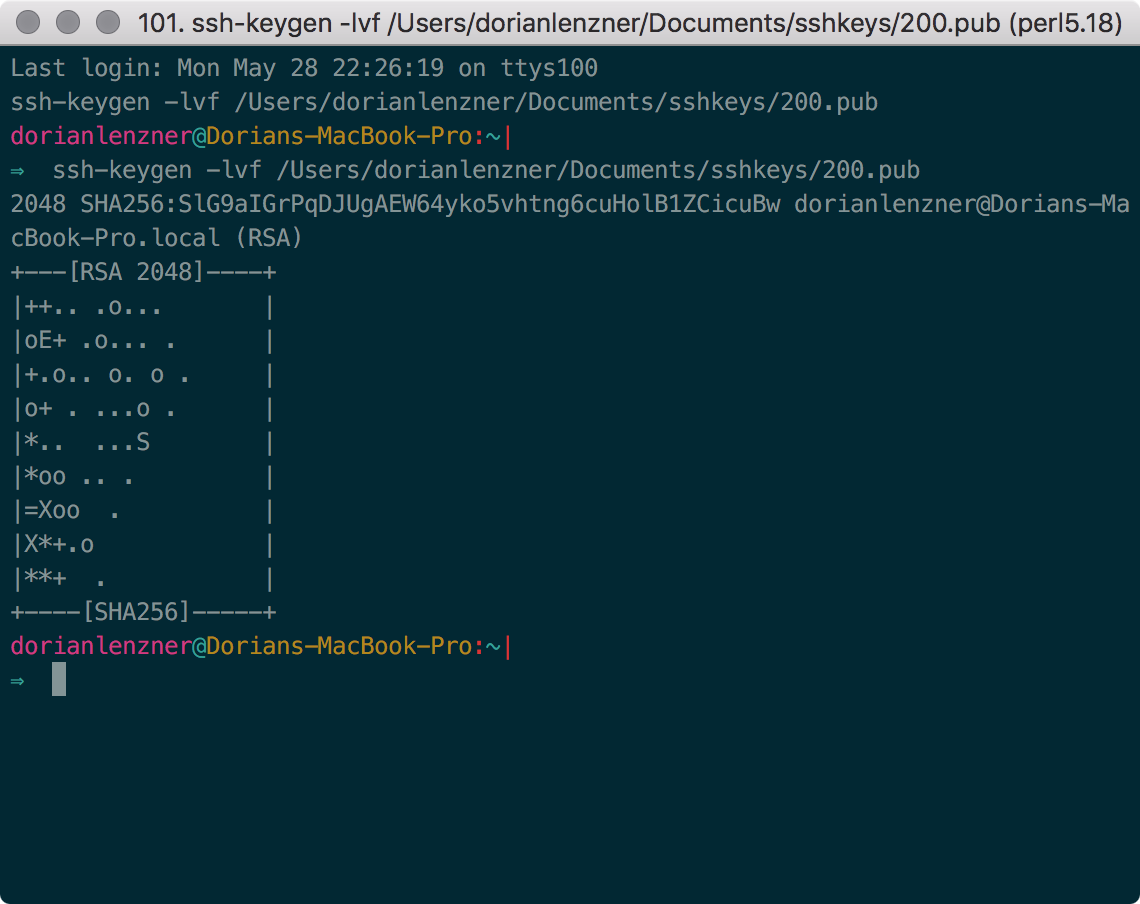 101. ssh-keygen -lvf /Users/dorianlenzner/Documents/sshkeys/200.pub (perl5.18)
Last login: Mon May 28 22:26:19 on ttys100
ssh-keygen -lvf /Users/dorianlenzner/Documents/sshkeys/200.pub
dorianlenzner@Dorians-MacBook-Pro:~|
⇒  ssh-keygen -lvf /Users/dorianlenzner/Documents/sshkeys/200.pub
2048 SHA256:SlG9aIGrPqDJUgAEW64yko5vhtng6cuHolB1ZCicuBw dorianlenzner@Dorians-Ma
cBook-Pro.local (RSA)
+---[RSA 2048]----+
|++.. .o...       |
|oE+ .o... .      |
|+.o.. o. o .     |
|o+ . ...o .      |
|*..  ...S        |
|*oo .. .         |
|=Xoo  .          |
|X*+.o            |
|**+  .           |
+----[SHA256]-----+
dorianlenzner@Dorians-MacBook-Pro:~|
⇒